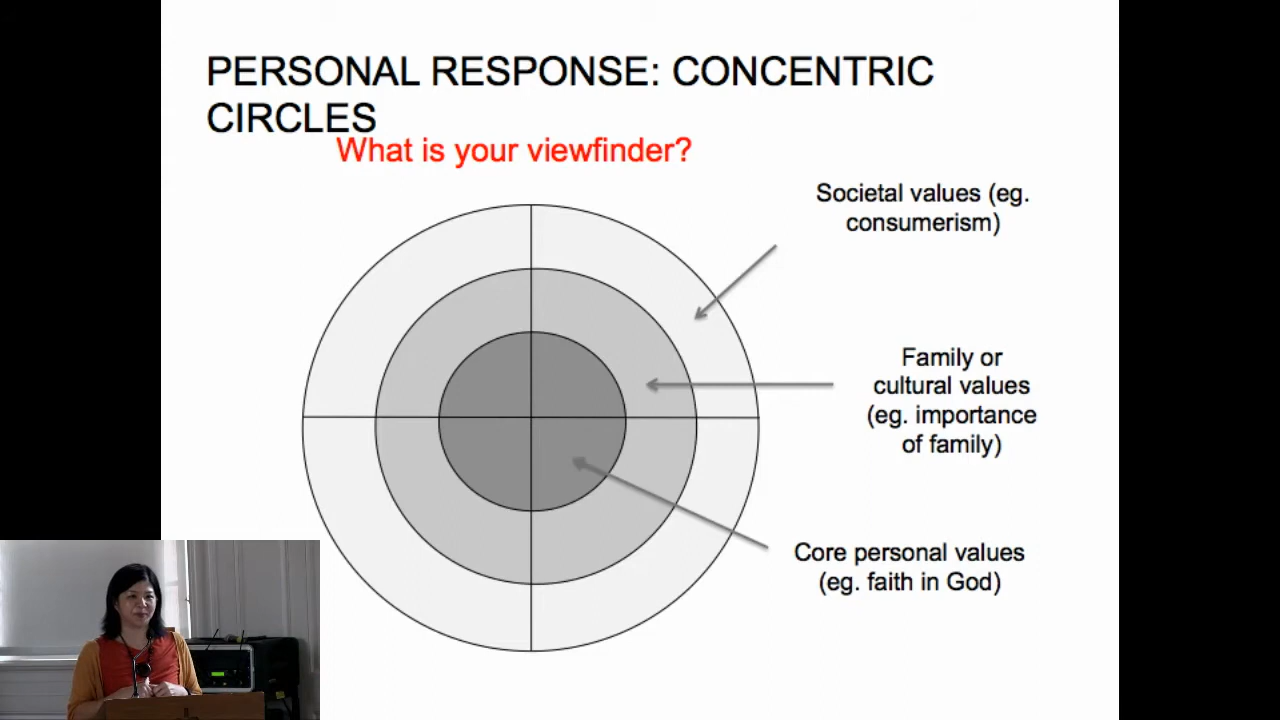 PERSONAL RESPONSE: CONCENTRIC
CIRCLES
What is your viewfinder?
Societal values (eg.
consumerism)
Family or
cultural values
(eg. importance
of family)
Core personal values
(eg. faith in God)